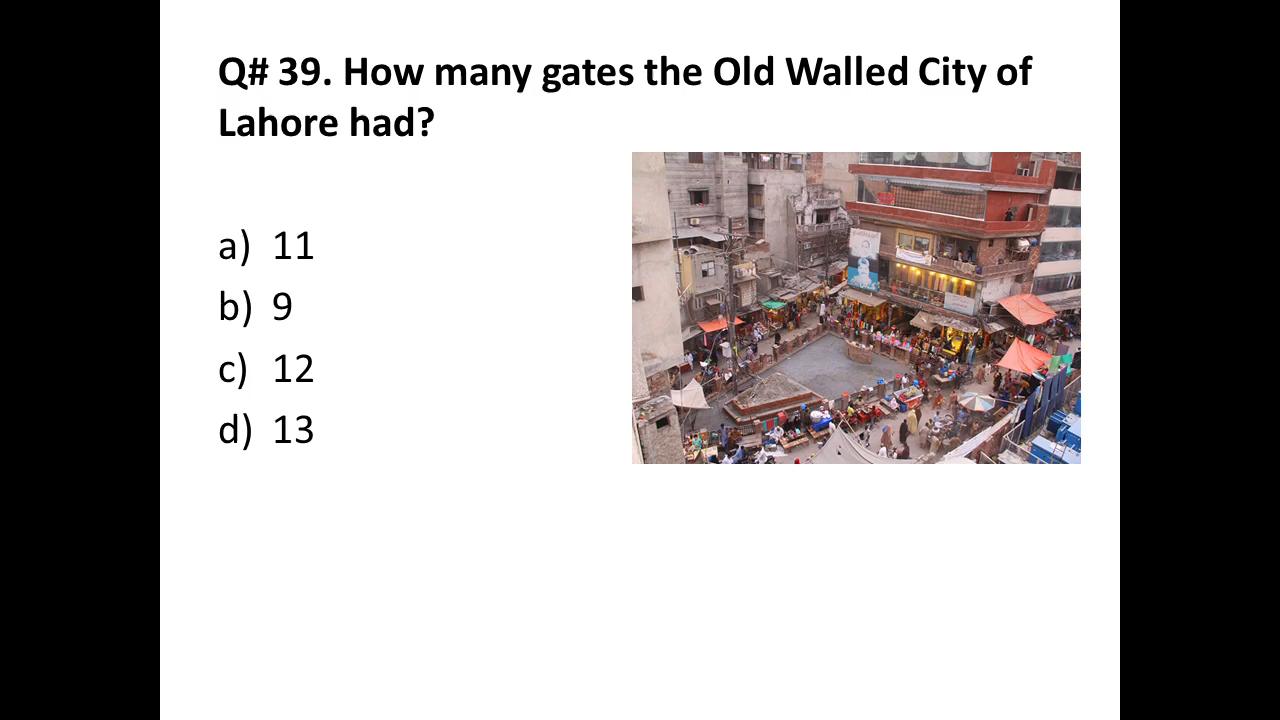 Q# 39. How many gates the Old Walled City of
Lahore had?
a) 11
b) 9
c) 12
d) 13